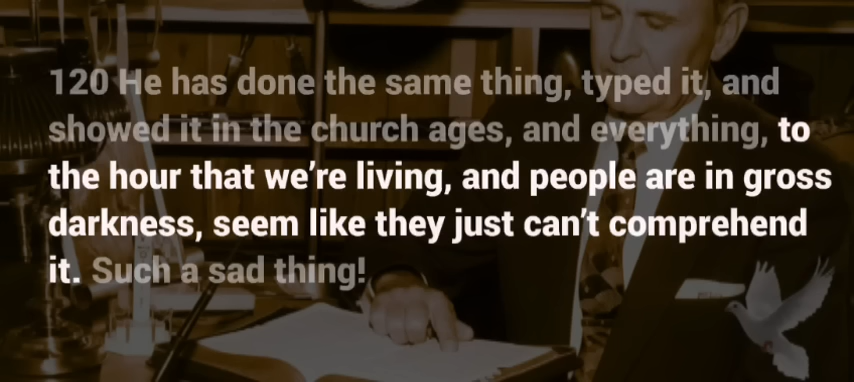 120 He has done the same thing, typed it, and
showed it in the church ages, and everything, to
the hour that we’re living, and people are in gross
darkness, seem like they just can’t comprehend
it. Such a sad thing!